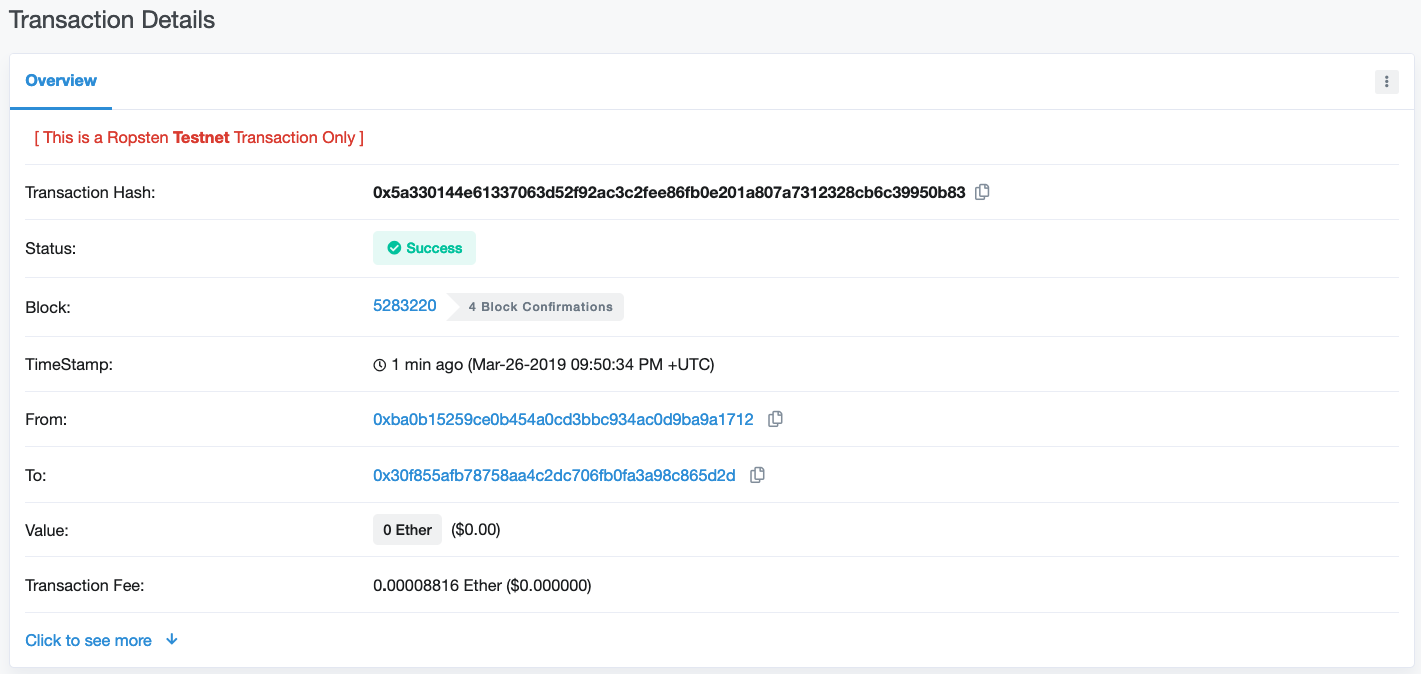 Transaction Details
Overview
[ This is a Ropsten Testnet Transaction Only ]
Transaction Hash: 0x5a330144e61337063d52f92ac3c2fee86fb0e201a807a7312328cb6c39950b83
Status: Success
Block: 5283220 4 Block Confirmations
TimeStamp: 1 min ago (Mar-26-2019 09:50:34 PM +UTC)
From: 0xba0b15259ce0b454a0cd3bbc934ac0d9ba9a1712
To: 0x30f855afb78758aa4c2dc706fb0fa3a98c865d2d
Value: 0 Ether ($0.00)
Transaction Fee: 0.00008816 Ether ($0.000000)
Click to see more